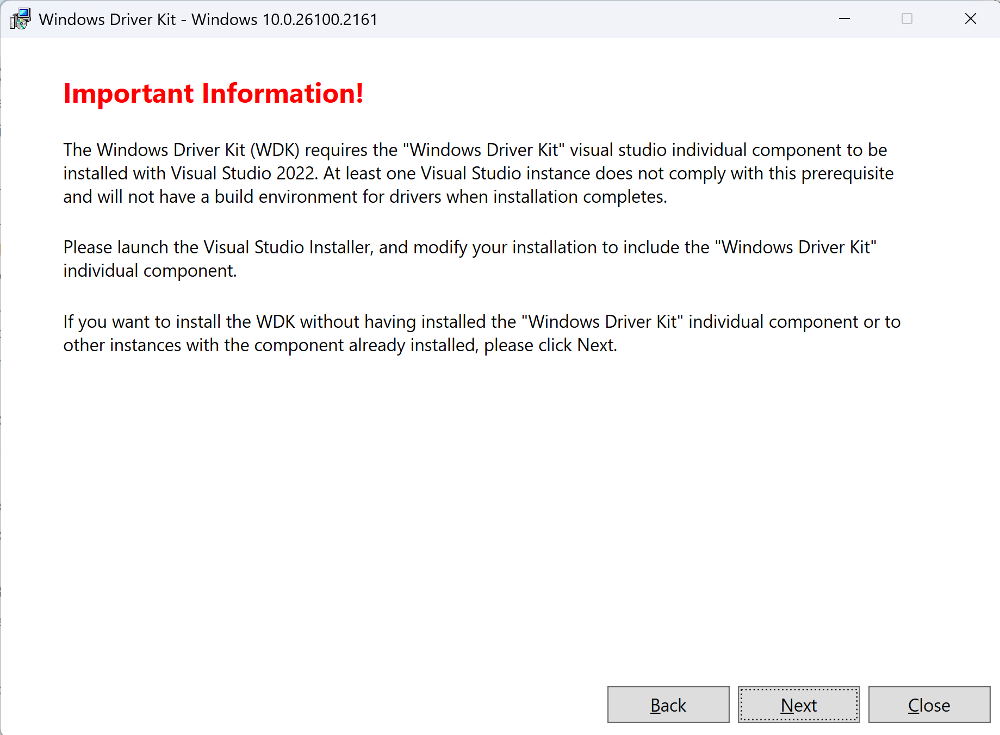 Windows Driver Kit - Windows 10.0.26100.2161
Important Information!
The Windows Driver Kit (WDK) requires the "Windows Driver Kit" visual studio individual component to be
installed with Visual Studio 2022. At least one Visual Studio instance does not comply with this prerequisite
and will not have a build environment for drivers when installation completes.
Please launch the Visual Studio Installer, and modify your installation to include the "Windows Driver Kit"
individual component.
If you want to install the WDK without having installed the "Windows Driver Kit" individual component or to
other instances with the component already installed, please click Next.
Back
Next
Close